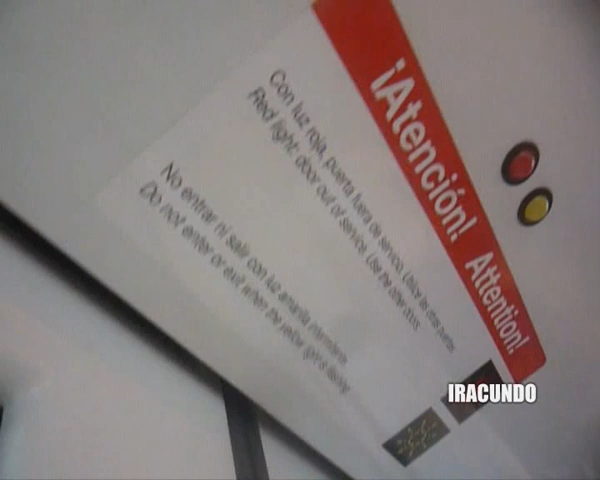 ¡Atención! Attention!
Con luz roja, puerta fuera de servicio. Utilice las otras puertas.
Red light: door out of service. Use the other doors.
No entrar ni salir con luz amarilla intermitente.
Do not enter or exit when the yellow light is flashing.
IRACUNDO